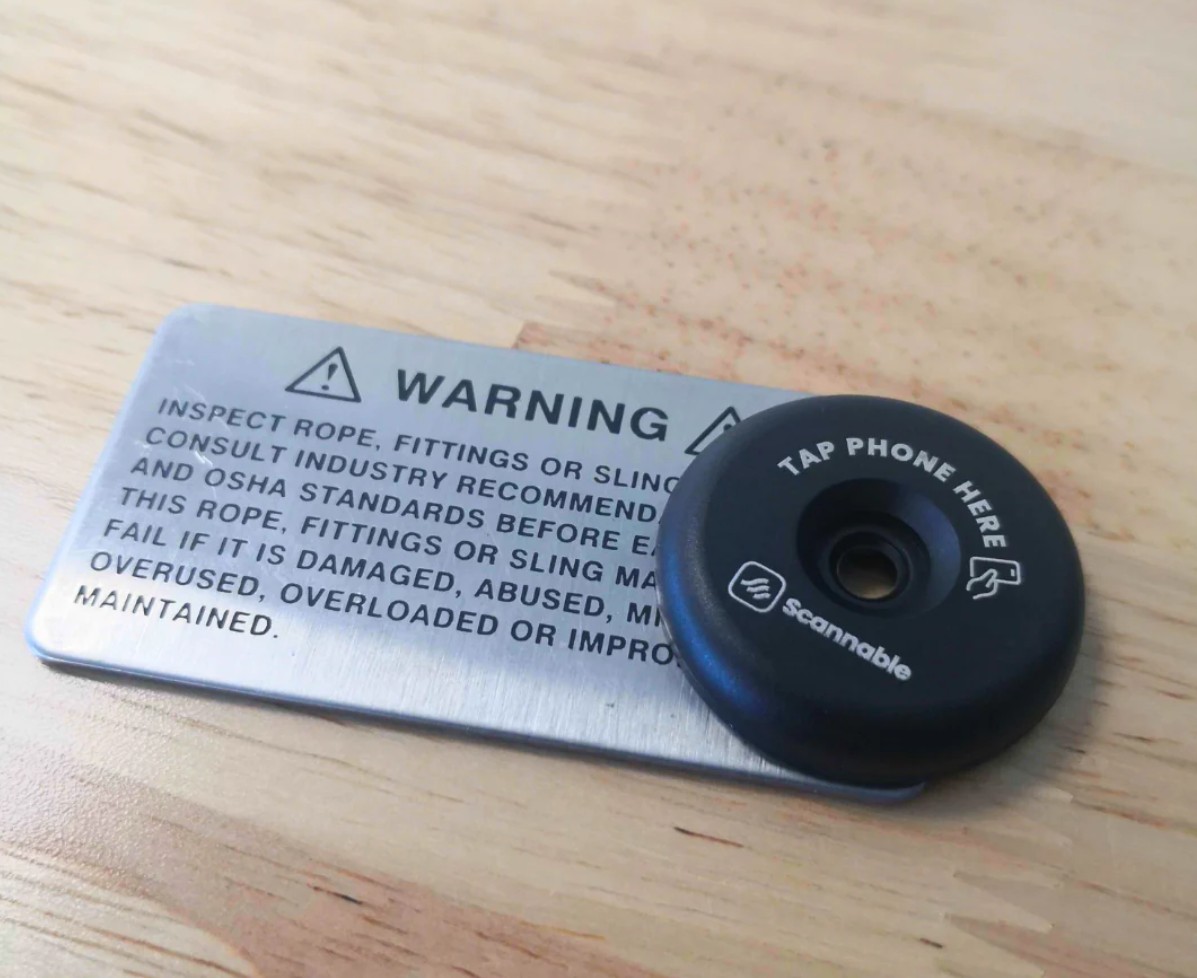 WARNING
INSPECT ROPE, FITTINGS OR SLING
CONSULT INDUSTRY
AND OSHA STANDARDS BEFORE
THIS ROPE, FITTINGS OR SLING
FAIL IF IT IS DAMAGED, ABUSED,
OVERUSED, OVERLOADED OR
MAINTAINED.
TAP PHONE HERE
scannable